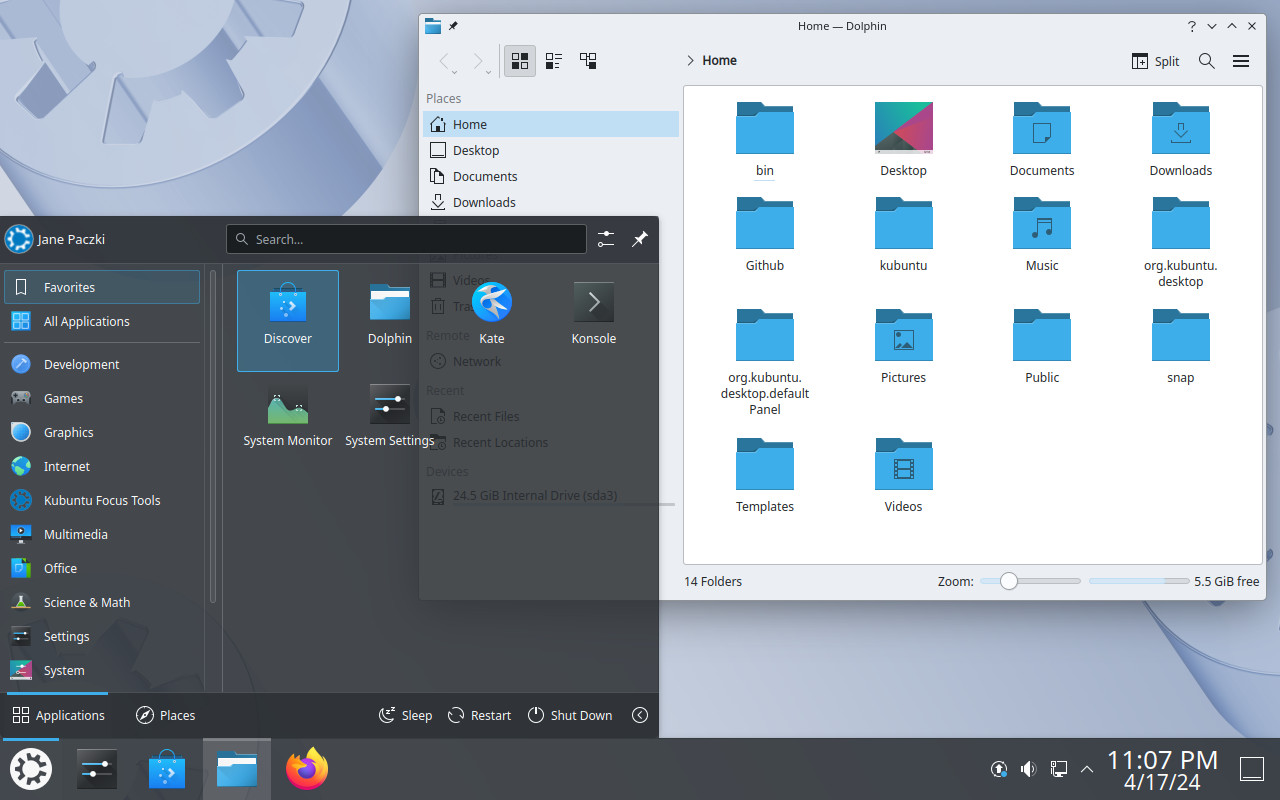 Home — Dolphin
Home
Split
Places
Home
Desktop
Documents
Downloads
Videos
Remote
Network
Recent
Recent Files
Recent Locations
Devices
24.5 GiB Internal Drive (sda3)
bin
Desktop
Documents
Downloads
Github
kubuntu
Music
org.kubuntu.
desktop
org.kubuntu.
desktop.default
Panel
Pictures
Public
snap
Templates
Videos
14 Folders
Zoom:
5.5 GiB free
Jane Paczki
Search...
Favorites
All Applications
Development
Games
Graphics
Internet
Kubuntu Focus Tools
Multimedia
Office
Science & Math
Settings
System
Discover
Dolphin
Kate
Konsole
System Monitor
System Settings
Applications
Places
Sleep
Restart
Shut Down
11:07 PM
4/17/24